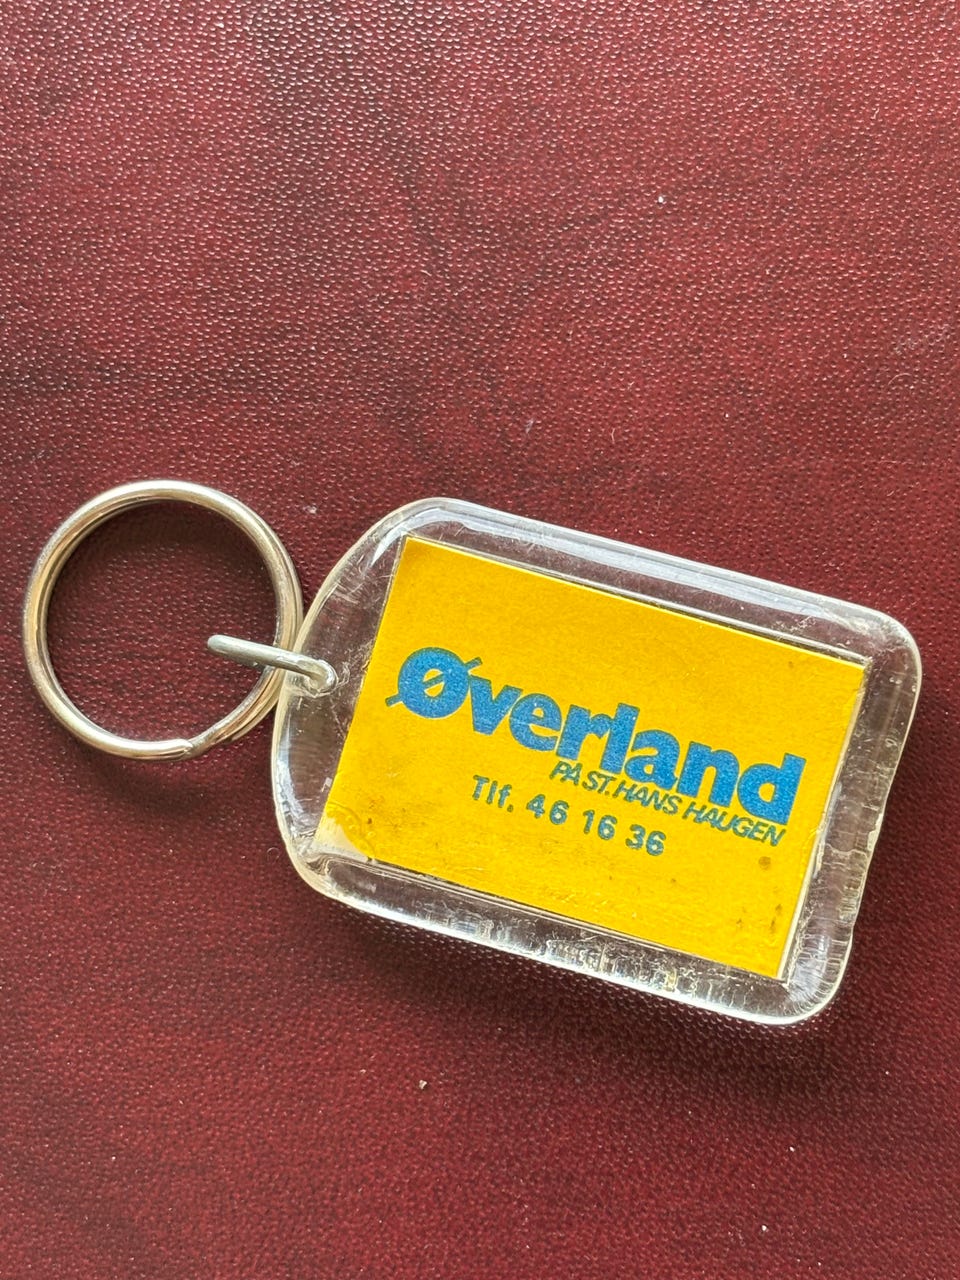 Øverland
PÅ ST. HANS HAUGEN
Tlf. 46 16 36